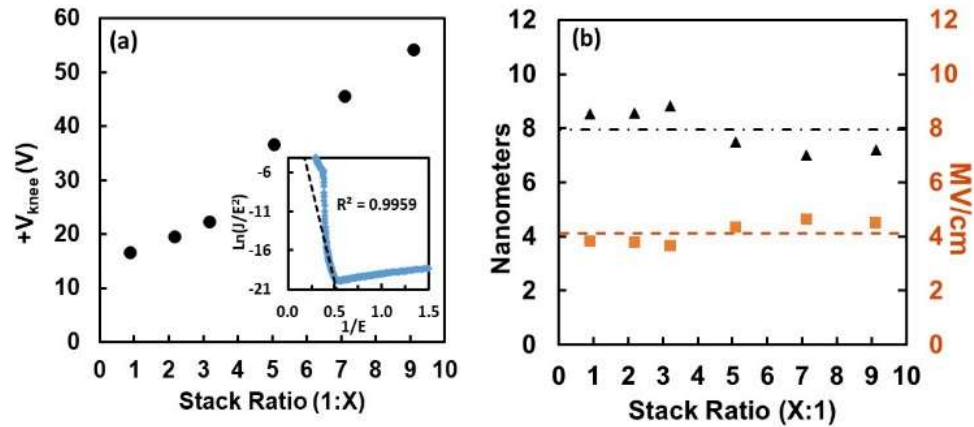 (a)
+Vknee (V)
60
50
40
30
20
10
0
0 1 2 3 4 5 6 7 8 9 10
Stack Ratio (1:X)
Ln(J/E²)
-6
-11
-16
-21
R² = 0.9959
0.0 0.5 1.0 1.5
1/E
(b)
Nanometers
12
10
8
6
4
2
0
0 1 2 3 4 5 6 7 8 9 10
Stack Ratio (X:1)
12
10
8
6
4
2
0
MV/cm